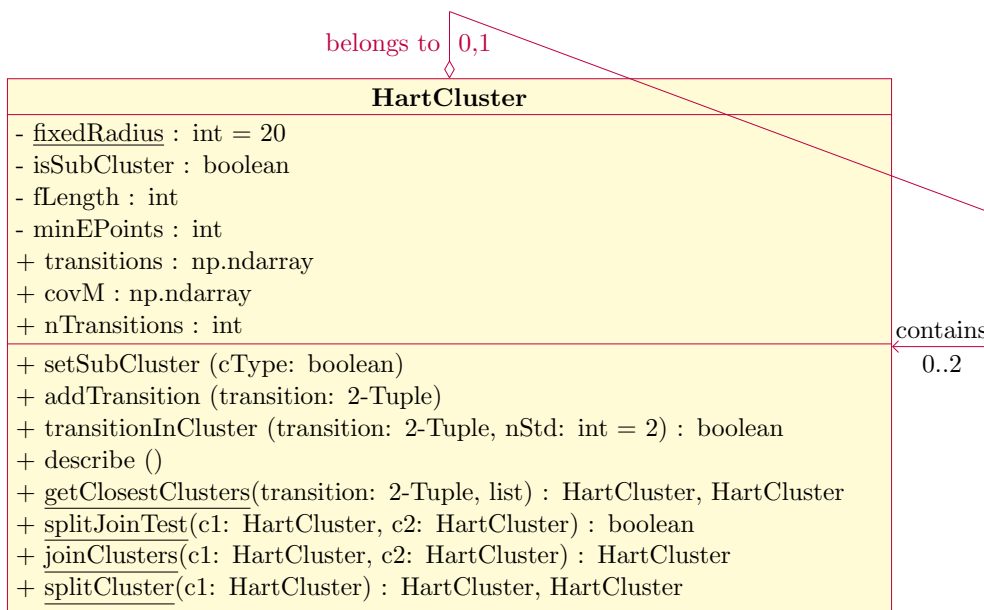 belongs to 0,1
HartCluster
- fixedRadius : int = 20
- isSubCluster : boolean
- fLength : int
- minEPoints : int
+ transitions : np.ndarray
+ covM : np.ndarray
+ nTransitions : int
contains
0..2
+ setSubCluster (cType: boolean)
+ addTransition (transition: 2-Tuple)
+ transitionInCluster (transition: 2-Tuple, nStd: int = 2) : boolean
+ describe ()
+ getClosestClusters(transition: 2-Tuple, list) : HartCluster, HartCluster
+ splitJoinTest(c1: HartCluster, c2: HartCluster) : boolean
+ joinClusters(c1: HartCluster, c2: HartCluster) : HartCluster
+ splitCluster(c1: HartCluster) : HartCluster, HartCluster